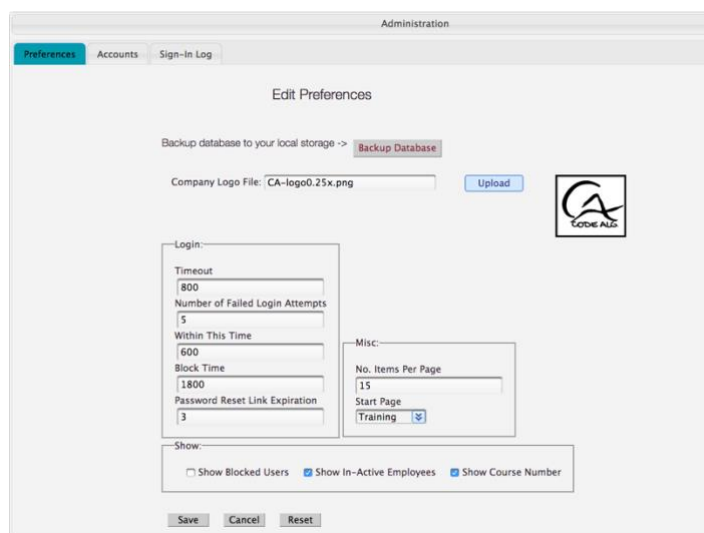 Administration
Preferences Accounts Sign-In Log
Edit Preferences
Backup database to your local storage -> Backup Database
Company Logo File: CA-logo0.25x.png Upload
CA
CODE ALG
Login:
Timeout
800
Number of Failed Login Attempts
5
Within This Time
600
Block Time
1800
Password Reset Link Expiration
3
Misc:
No. Items Per Page
15
Start Page
Training
Show:
Show Blocked Users Show In-Active Employees Show Course Number
Save Cancel Reset